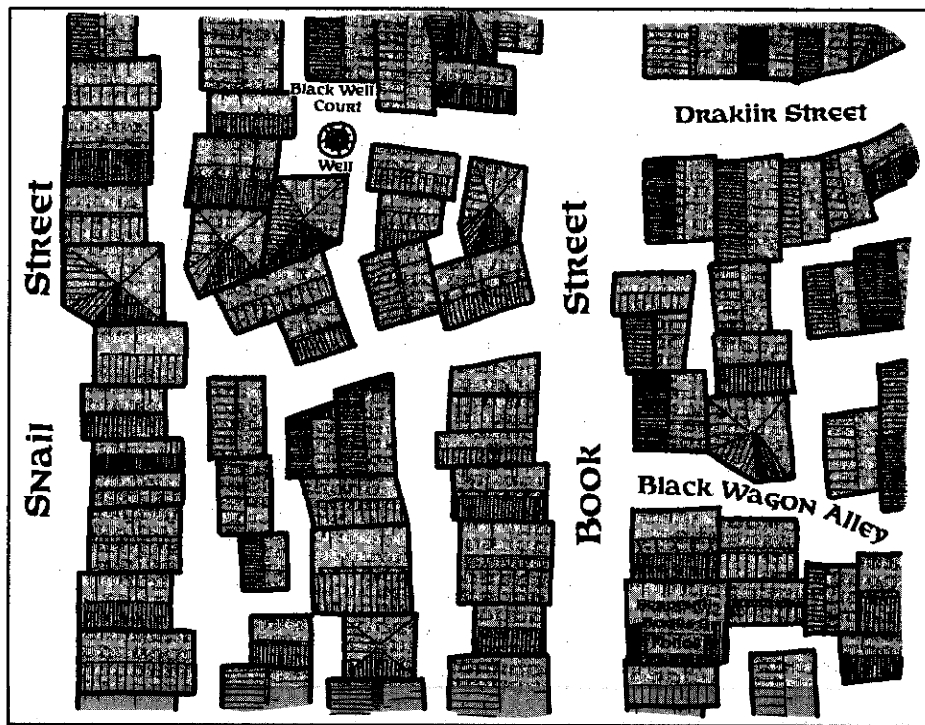 Black Well
Court
Well
Drakiir Street
Snail Street
Book Street
Black Wagon Alley